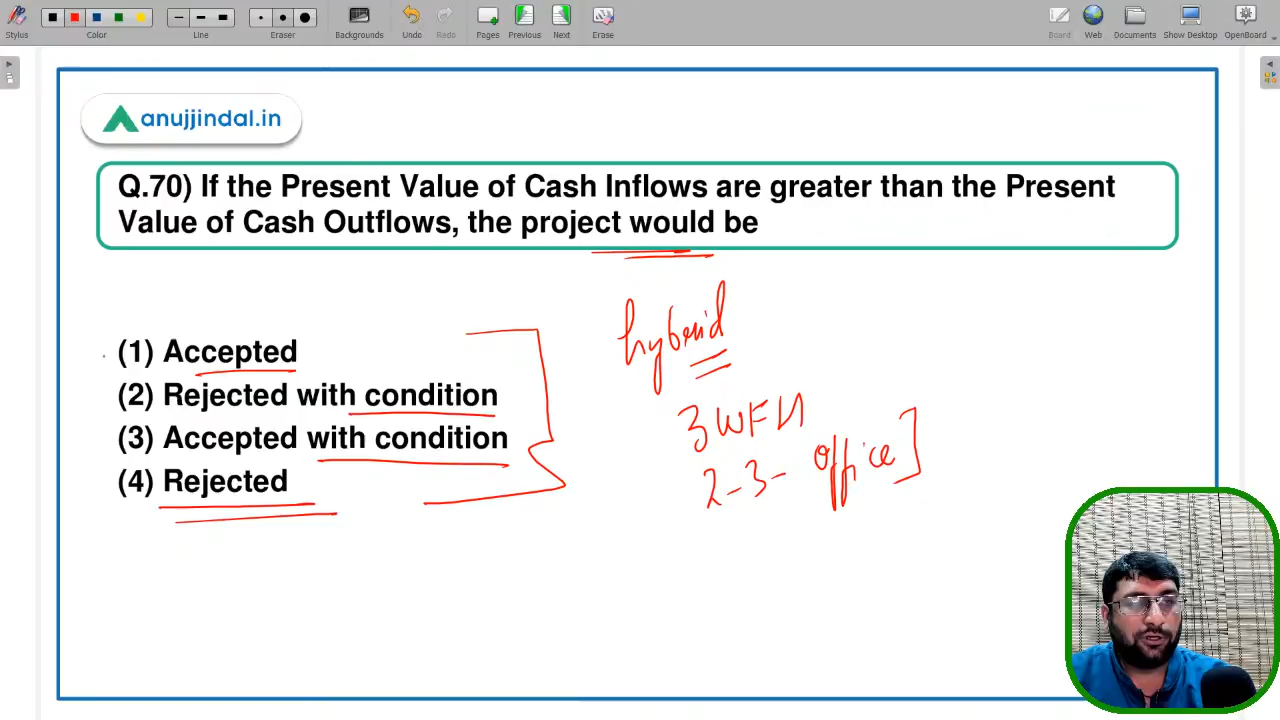 Stylus
Color
Line
Eraser
Backgrounds
Undo
Redo
Pages
Previous
Next
Erase
Board
Web
Documents
Show Desktop
OpenBoard
anujjindal.in
Q.70) If the Present Value of Cash Inflows are greater than the Present
Value of Cash Outflows, the project would be
(1) Accepted
(2) Rejected with condition
(3) Accepted with condition
(4) Rejected
hybrid
3 WFH
2-3- office]